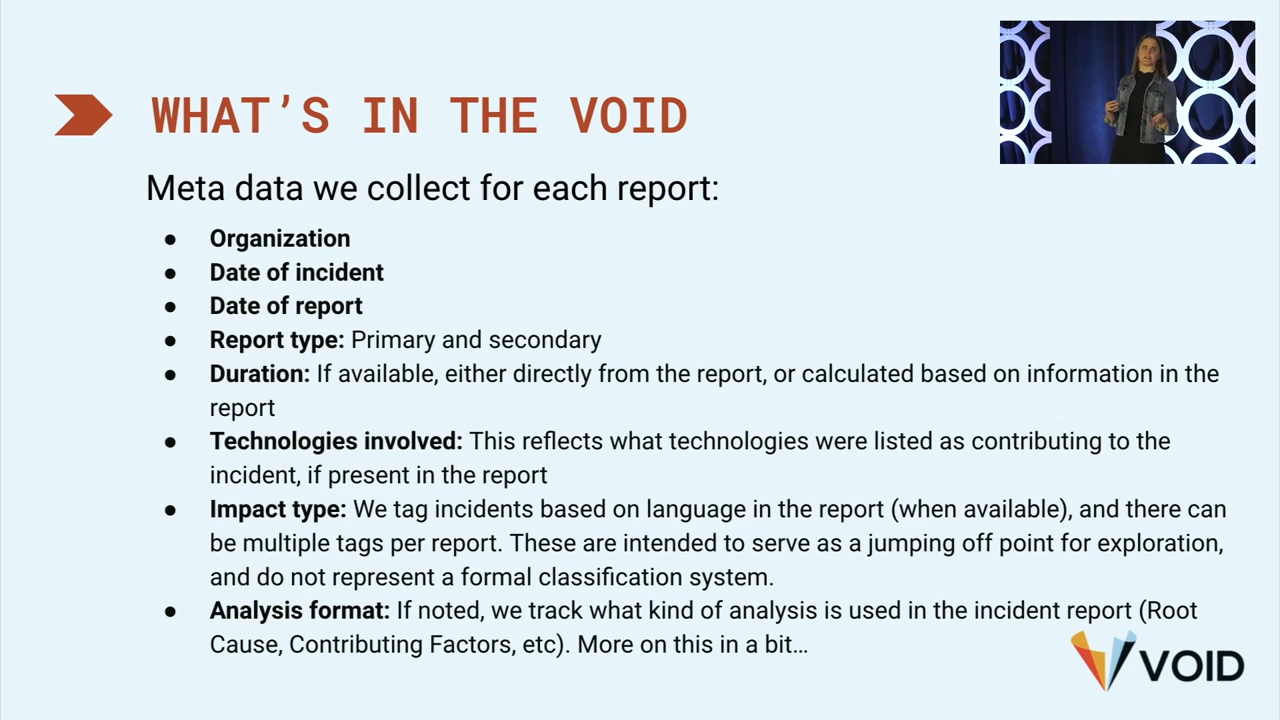 WHAT’S IN THE VOID
Meta data we collect for each report:
● Organization
● Date of incident
● Date of report
● Report type: Primary and secondary
● Duration: If available, either directly from the report, or calculated based on information in the
report
● Technologies involved: This reflects what technologies were listed as contributing to the
incident, if present in the report
● Impact type: We tag incidents based on language in the report (when available), and there can
be multiple tags per report. These are intended to serve as a jumping off point for exploration,
and do not represent a formal classification system.
● Analysis format: If noted, we track what kind of analysis is used in the incident report (Root
Cause, Contributing Factors, etc). More on this in a bit…
VOID